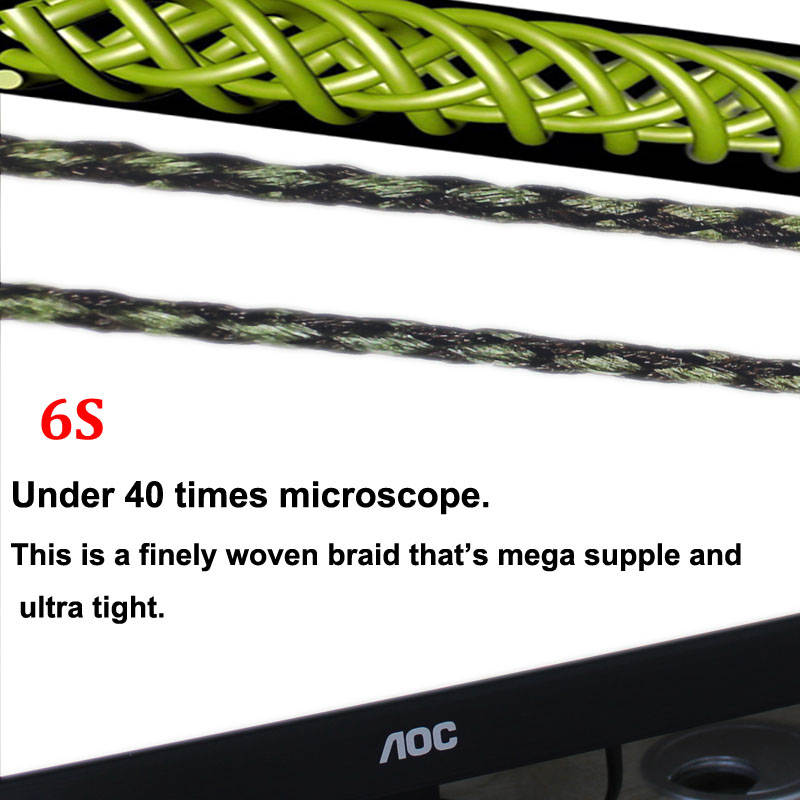 6S
Under 40 times microscope.
This is a finely woven braid that’s mega supple and
ultra tight.
AOC